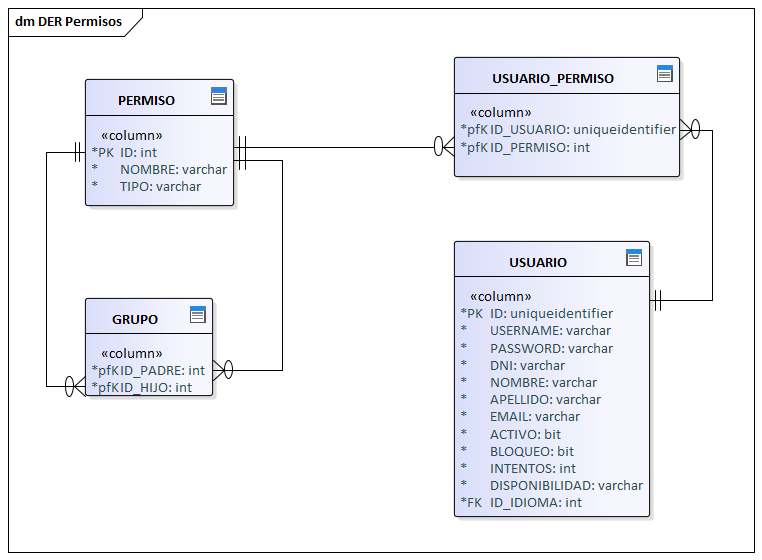 dm DER Permisos
PERMISO
«column»
*PK ID: int
* NOMBRE: varchar
* TIPO: varchar
USUARIO_PERMISO
«column»
*pfK ID_USUARIO: uniqueidentifier
*pfK ID_PERMISO: int
GRUPO
«column»
*pfK ID_PADRE: int
*pfK ID_HIJO: int
USUARIO
«column»
*PK ID: uniqueidentifier
* USERNAME: varchar
* PASSWORD: varchar
* DNI: varchar
* NOMBRE: varchar
* APELLIDO: varchar
* EMAIL: varchar
* ACTIVO: bit
* BLOQUEO: bit
* INTENTOS: int
* DISPONIBILIDAD: varchar
*FK ID_IDIOMA: int